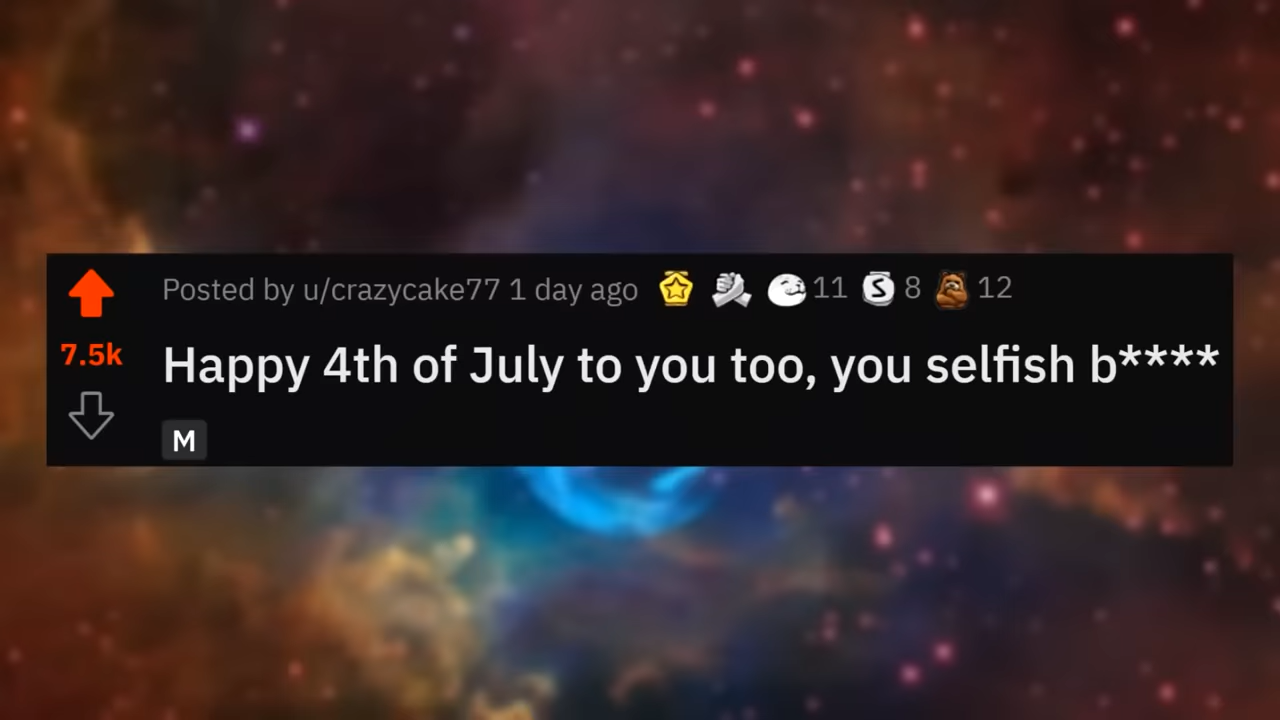 Posted by u/crazycake77 1 day ago 11 S 8 12
7.5k
Happy 4th of July to you too, you selfish b****
M